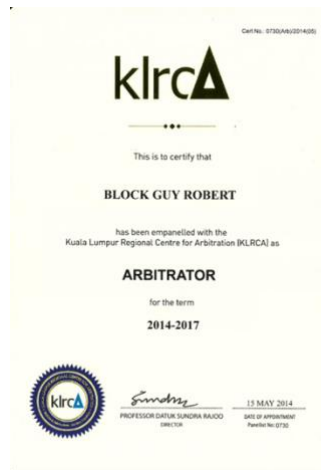 Cert No: 0730(Arb)/2014(05)
klrcA
This is to certify that
BLOCK GUY ROBERT
has been empanelled with the
Kuala Lumpur Regional Centre for Arbitration (KLRCA) as
ARBITRATOR
for the term
2014-2017
klrcA
15 MAY 2014
PROFESSOR DATUK SUNDRA RAJOO
DIRECTOR
DATE OF APPOINTMENT
Panellist No: 0730